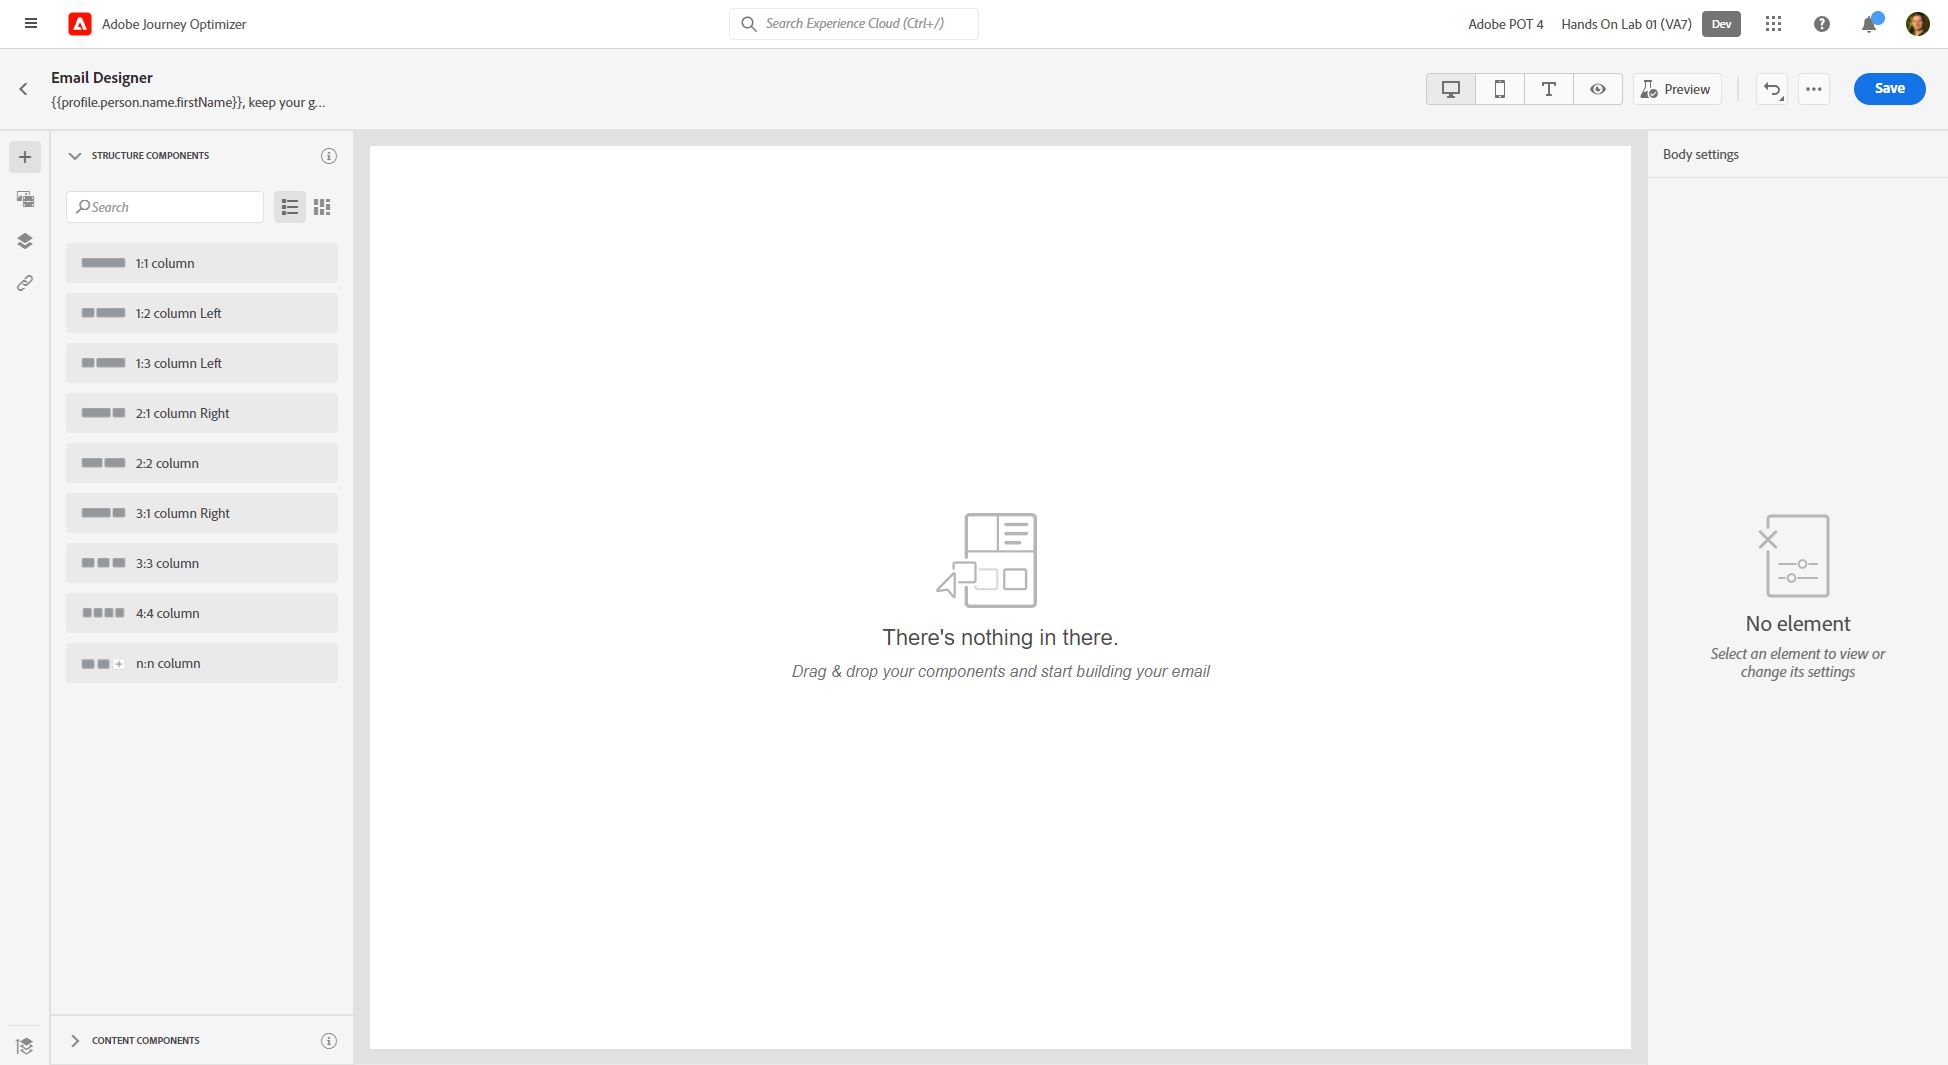 Adobe Journey Optimizer
Search Experience Cloud (Ctrl+/)
Adobe POT 4
Hands On Lab 01 (VA7)
Dev
Email Designer
{{profile.person.name.firstName}}, keep your g...
Preview
Save
STRUCTURE COMPONENTS
Search
1:1 column
1:2 column Left
1:3 column Left
2:1 column Right
2:2 column
3:1 column Right
3:3 column
4:4 column
n:n column
CONTENT COMPONENTS
There's nothing in there.
Drag & drop your components and start building your email
Body settings
No element
Select an element to view or
change its settings